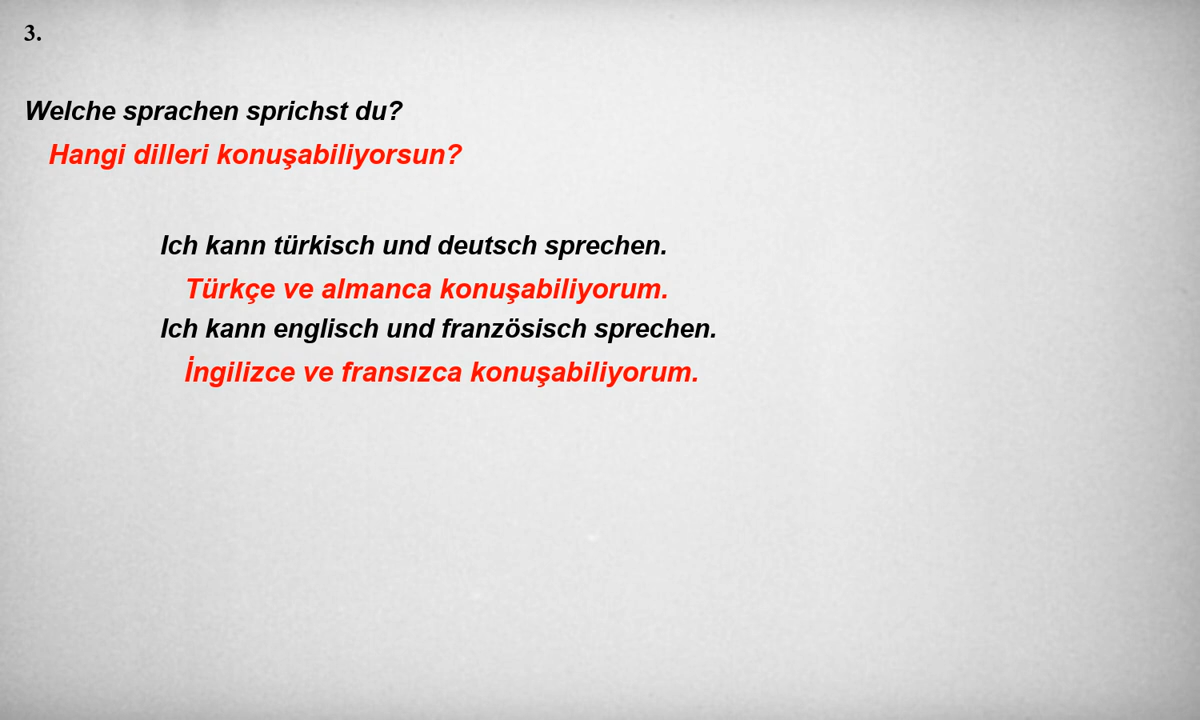 3.
Welche sprachen sprichst du?
Hangi dilleri konuşabiliyorsun?
Ich kann türkisch und deutsch sprechen.
Türkçe ve almanca konuşabiliyorum.
Ich kann englisch und französisch sprechen.
İngilizce ve fransızca konuşabiliyorum.